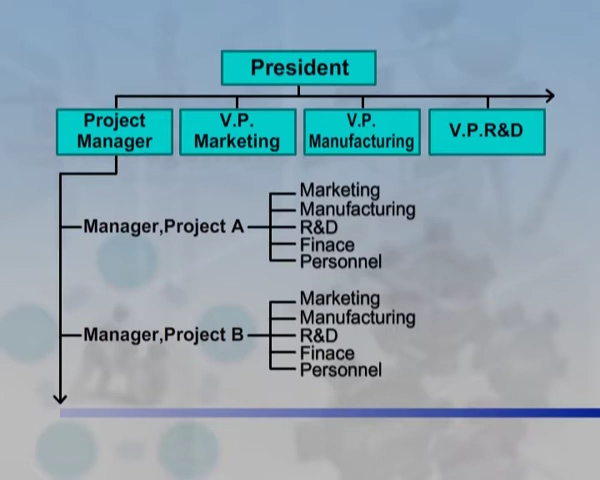 President
Project
Manager
V.P.
Marketing
V.P.
Manufacturing
V.P.R&D
Manager,Project A
Marketing
Manufacturing
R&D
Finace
Personnel
Manager,Project B
Marketing
Manufacturing
R&D
Finace
Personnel